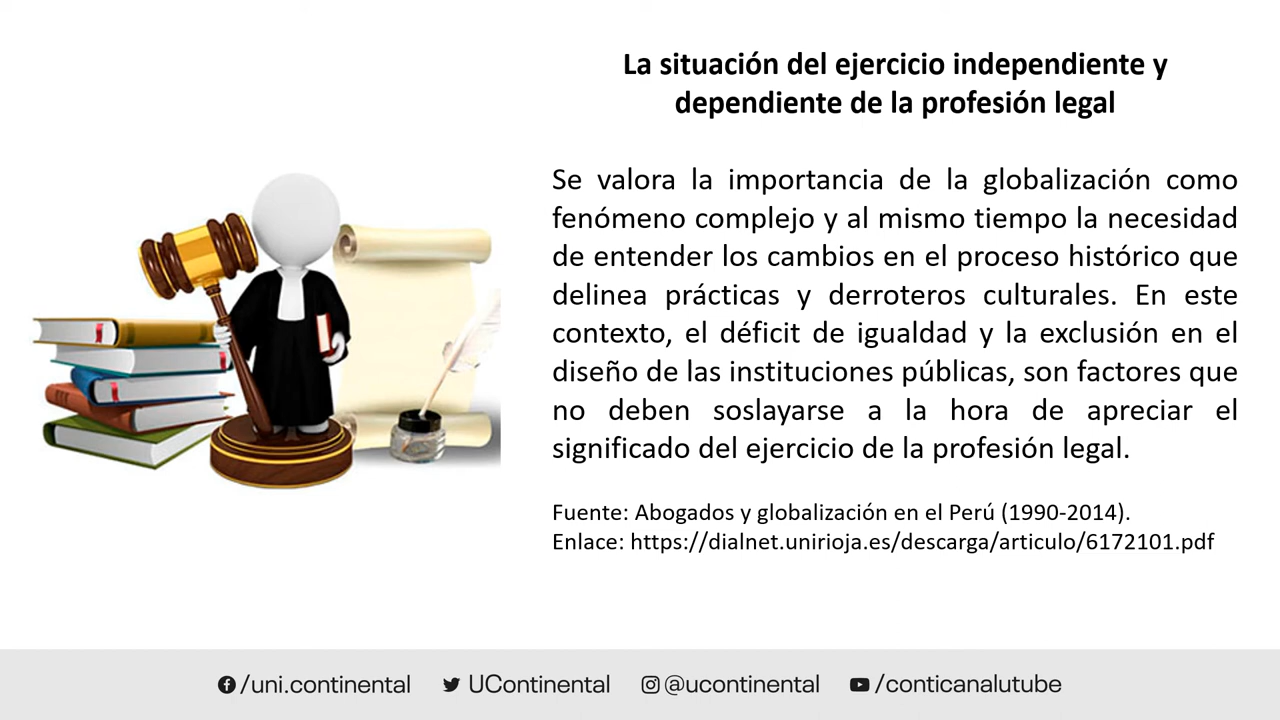 La situación del ejercicio independiente y
dependiente de la profesión legal
Se valora la importancia de la globalización como
fenómeno complejo y al mismo tiempo la necesidad
de entender los cambios en el proceso histórico que
delinea prácticas y derroteros culturales. En este
contexto, el déficit de igualdad y la exclusión en el
diseño de las instituciones públicas, son factores que
no deben soslayarse a la hora de apreciar el
significado del ejercicio de la profesión legal.
Fuente: Abogados y globalización en el Perú (1990-2014).
Enlace: https://dialnet.unirioja.es/descarga/articulo/6172101.pdf
/uni.continental UContinental @ucontinental /conticanalutube